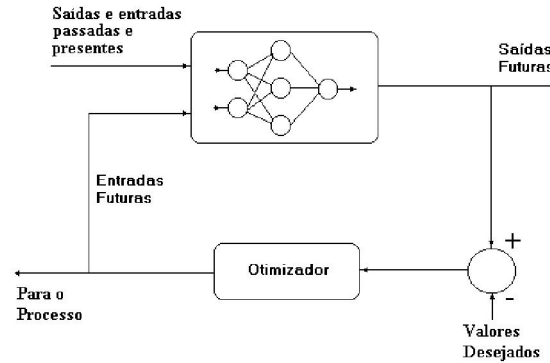 Saídas e entradas
passadas e
presentes
Saídas
Futuras
Entradas
Futuras
+
Otimizador
-
Para o
Processo
Valores
Desejados